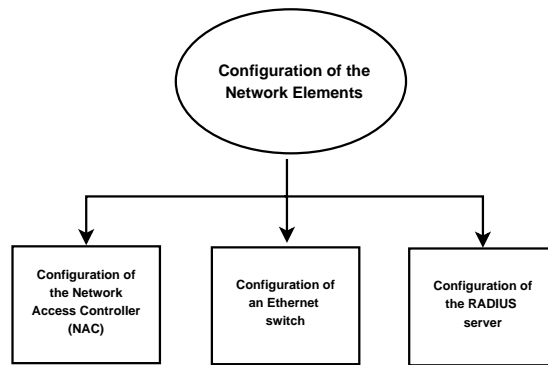 Configuration of the
Network Elements
Configuration of
the Network
Access Controller
(NAC)
Configuration of
an Ethernet
switch
Configuration of
the RADIUS
server